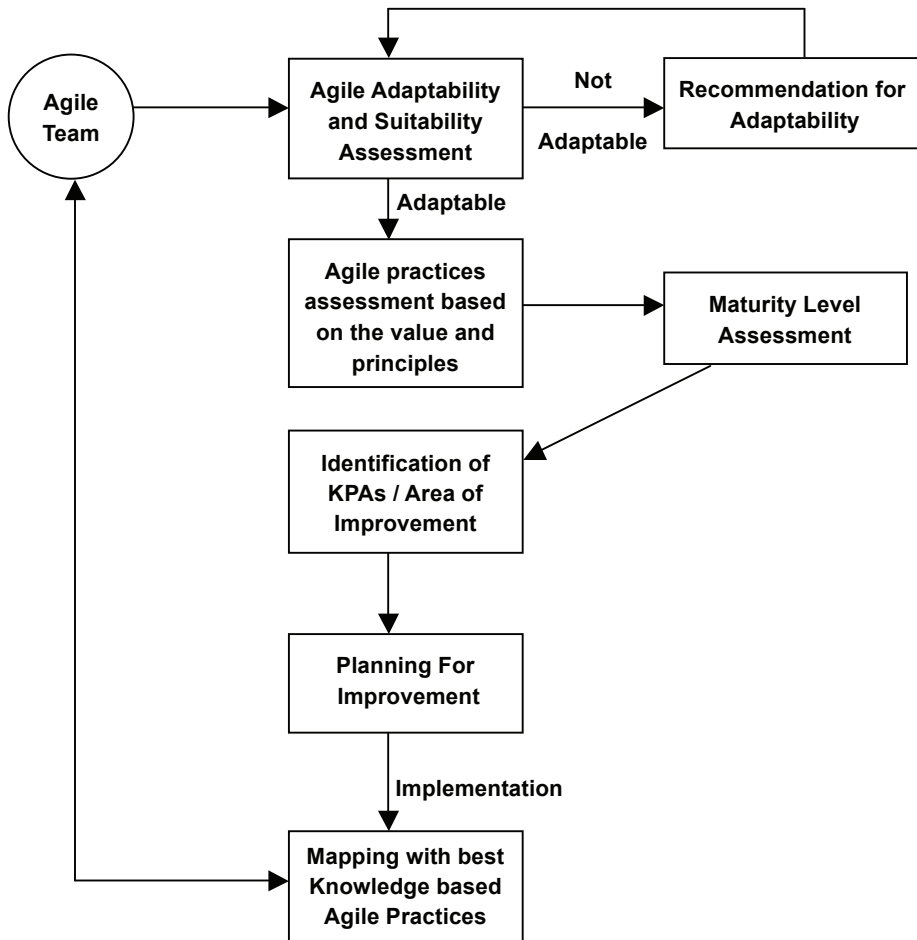 Agile
Team
Agile Adaptability
and Suitability
Assessment
Not
Adaptable
Recommendation for
Adaptability
Adaptable
Agile practices
assessment based
on the value and
principles
Maturity Level
Assessment
Identification of
KPAs / Area of
Improvement
Planning For
Improvement
Implementation
Mapping with best
Knowledge based
Agile Practices